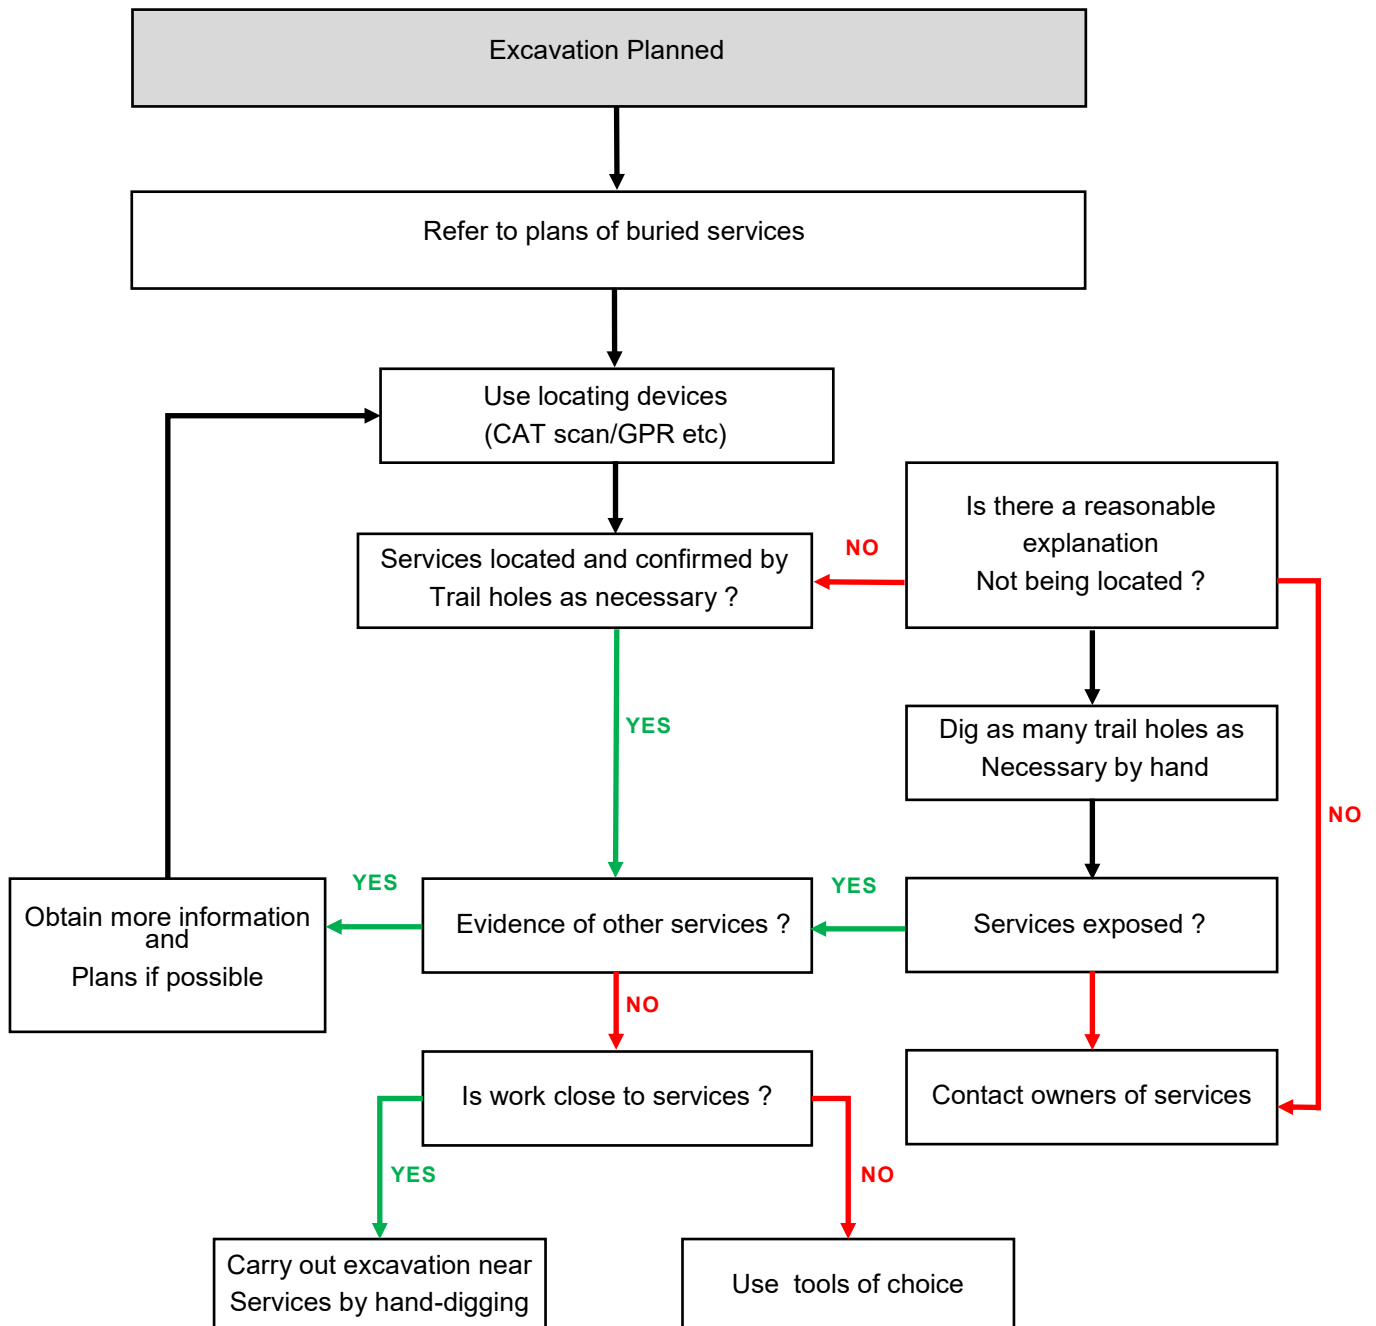 Excavation Planned
Refer to plans of buried services
Use locating devices
(CAT scan/GPR etc)
Is there a reasonable
explanation
Not being located ?
NO
Services located and confirmed by
Trail holes as necessary ?
YES
Dig as many trail holes as
Necessary by hand
NO
YES
YES
Obtain more information
and
Plans if possible
Evidence of other services ?
Services exposed ?
NO
Is work close to services ?
Contact owners of services
YES
NO
Carry out excavation near
Services by hand-digging
Use  tools of choice